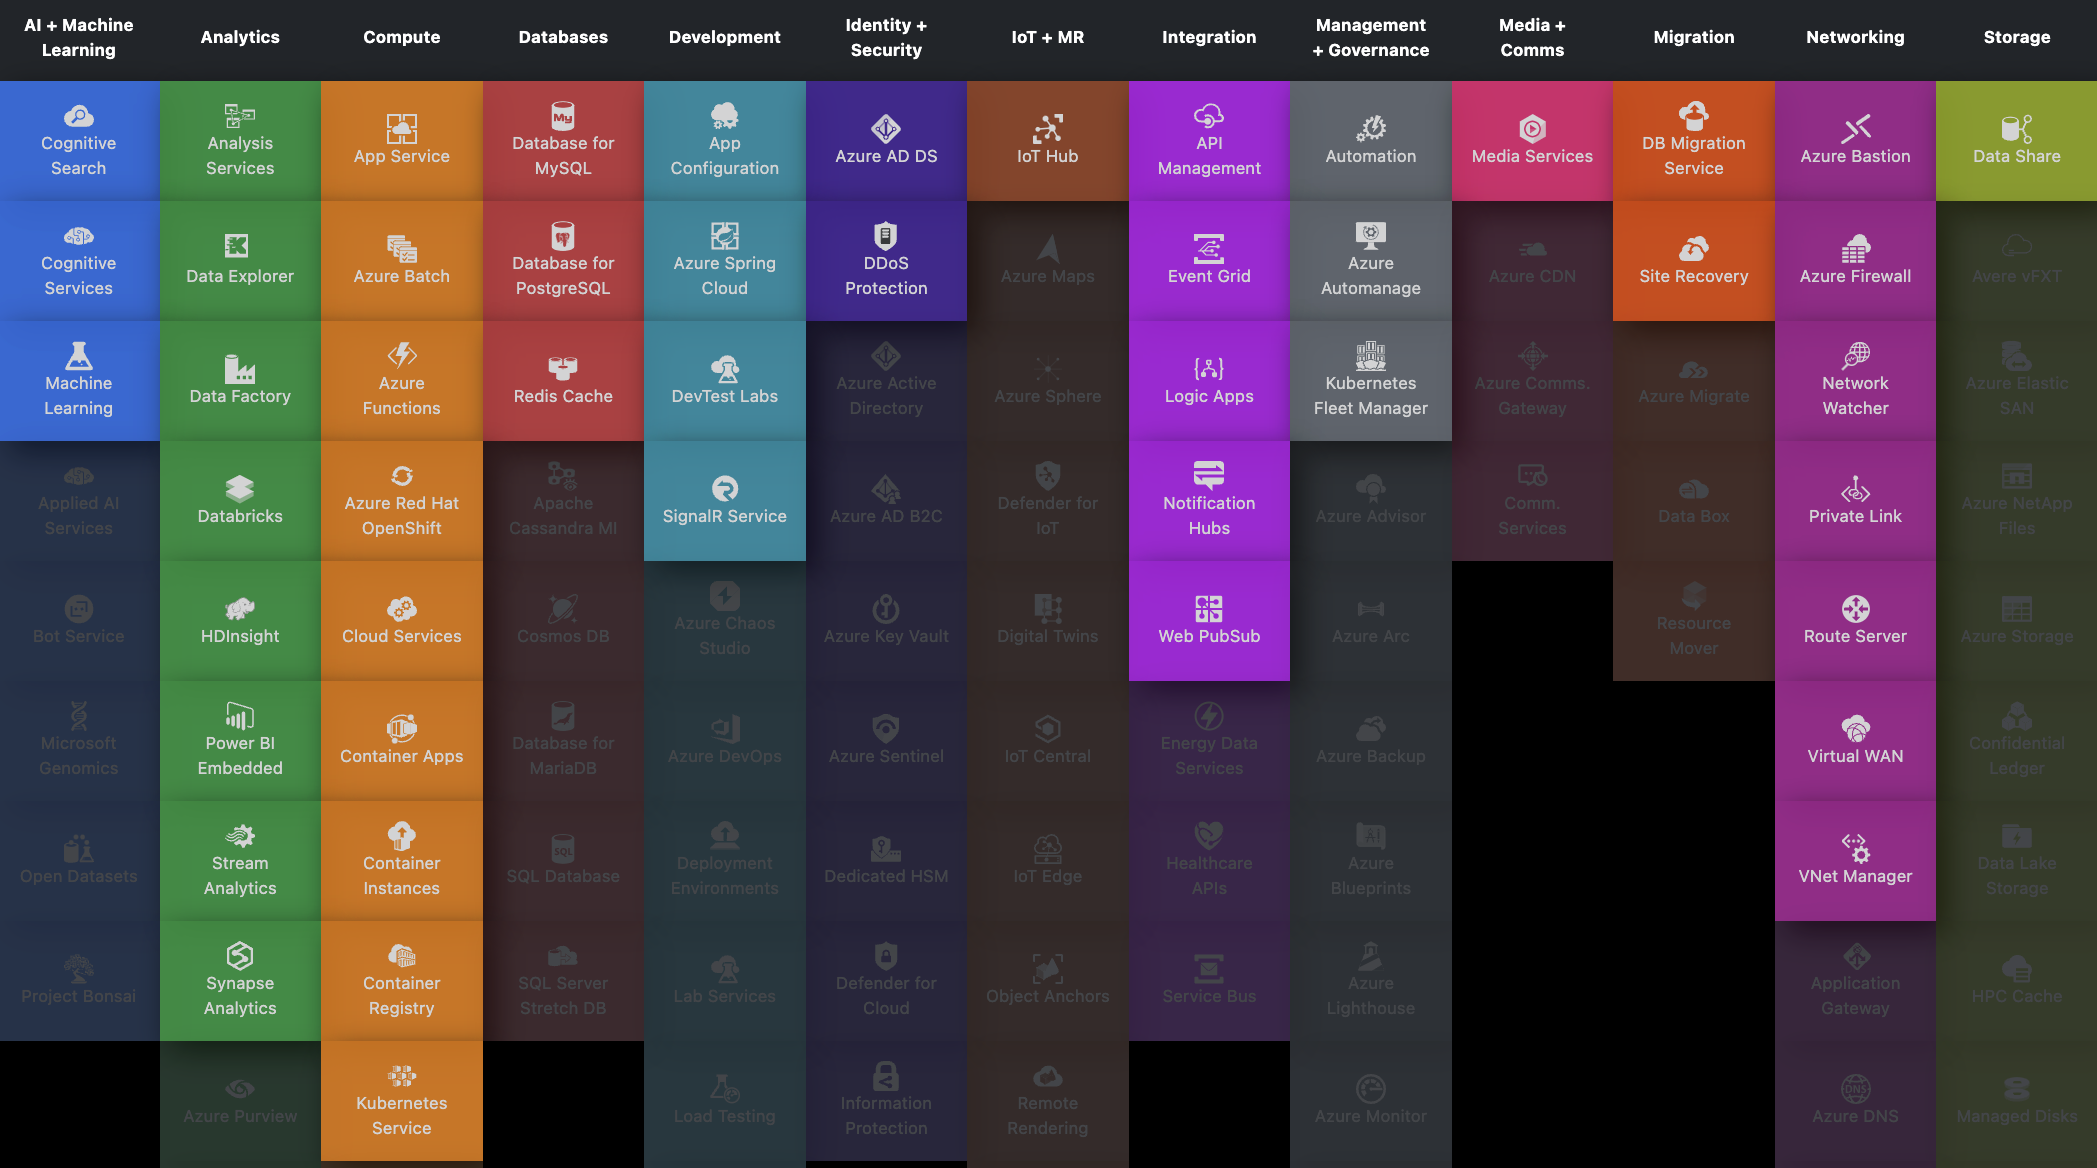 AI + Machine
Learning
Analytics
Compute
Databases
Development
Identity +
Security
IoT + MR
Integration
Management
+ Governance
Media +
Comms
Migration
Networking
Storage
Cognitive
Search
Analysis
Services
App Service
My
Database for
MySQL
App
Configuration
Azure AD DS
IoT Hub
API
Management
Automation
Media Services
DB Migration
Service
Azure Bastion
Data Share
Cognitive
Services
Data Explorer
Azure Batch
Database for
PostgreSQL
Azure Spring
Cloud
DDoS
Protection
Azure Maps
Event Grid
Azure
Automanage
Azure CDN
Site Recovery
Azure Firewall
Avere vFXT
Machine
Learning
Data Factory
Azure
Functions
Redis Cache
DevTest Labs
Azure Active
Directory
Azure Sphere
Logic Apps
Kubernetes
Fleet Manager
Azure Comms.
Gateway
Azure Migrate
Network
Watcher
Azure Elastic
SAN
Applied AI
Services
Databricks
Azure Red Hat
OpenShift
Apache
Cassandra MI
SignalR Service
Azure AD B2C
Defender for
IoT
Notification
Hubs
Azure Advisor
Comm.
Services
Data Box
Private Link
Azure NetApp
Files
Bot Service
HDInsight
Cloud Services
Cosmos DB
Azure Chaos
Studio
Azure Key Vault
Digital Twins
Web PubSub
Azure Arc
Resource
Mover
Route Server
Azure Storage
Microsoft
Genomics
Power BI
Embedded
Container Apps
Database for
MariaDB
Azure DevOps
Azure Sentinel
IoT Central
Energy Data
Services
Azure Backup
Virtual WAN
Confidential
Ledger
Open Datasets
Stream
Analytics
Container
Instances
SQL
SQL Database
Deployment
Environments
Dedicated HSM
IoT Edge
Healthcare
APIs
Azure
Blueprints
VNet Manager
Data Lake
Storage
Project Bonsai
Synapse
Analytics
Container
Registry
SQL Server
Stretch DB
Lab Services
Defender for
Cloud
Object Anchors
Service Bus
Azure
Lighthouse
Application
Gateway
HPC Cache
Azure Purview
Kubernetes
Service
Load Testing
Information
Protection
Remote
Rendering
Azure Monitor
DNS
Azure DNS
Managed Disks